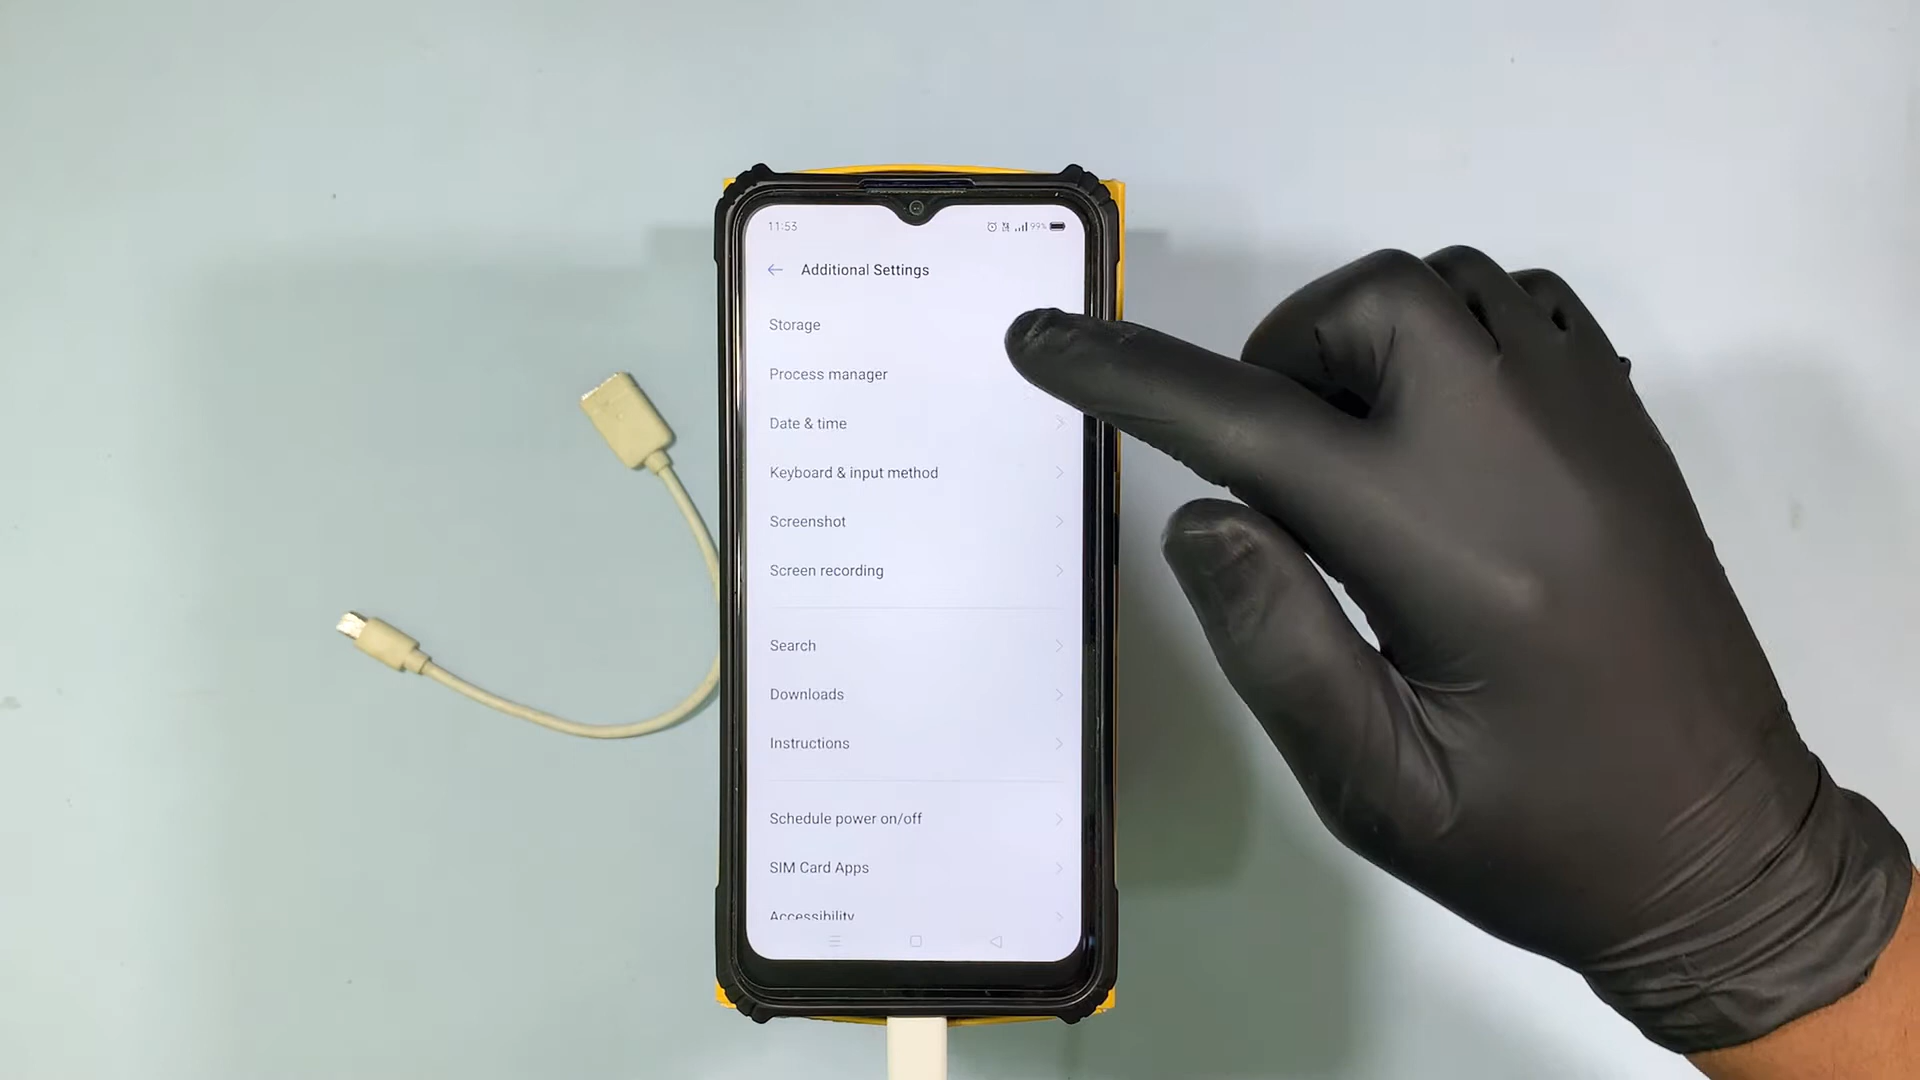 11:53
99%
Additional Settings
Storage
Process manager
Date & time
Keyboard & input method
Screenshot
Screen recording
Search
Downloads
Instructions
Schedule power on/off
SIM Card Apps
Accessibility